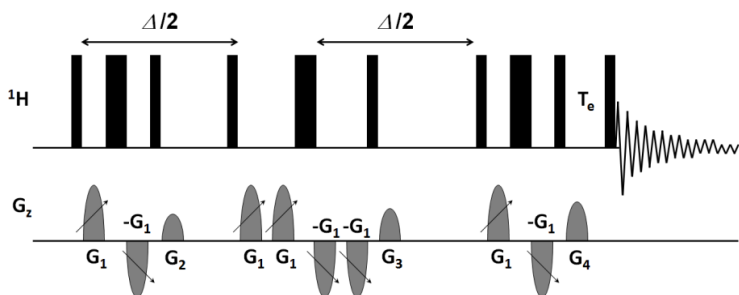 Δ/2 Δ/2
¹H Tₑ
G_z -G₁ -G₁ -G₁ -G₁
G₁ G₂ G₁ G₁ G₃ G₁ G₄